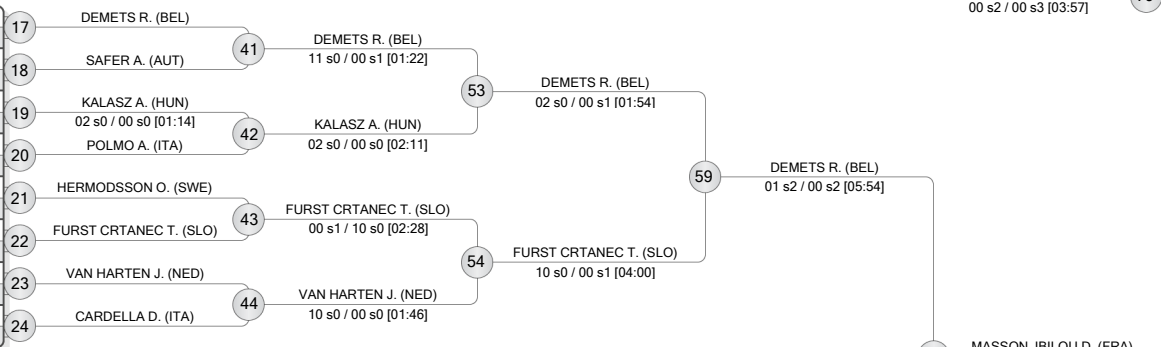 00 s2 / 00 s3 [03:57]
17
DEMETS R. (BEL)
18
SAFER A. (AUT)
19
KALASZ A. (HUN)
02 s0 / 00 s0 [01:14]
20
POLMO A. (ITA)
21
HERMODSSON O. (SWE)
22
FURST CRTANEC T. (SLO)
23
VAN HARTEN J. (NED)
24
CARDELLA D. (ITA)
41
DEMETS R. (BEL)
11 s0 / 00 s1 [01:22]
42
KALASZ A. (HUN)
02 s0 / 00 s0 [02:11]
43
FURST CRTANEC T. (SLO)
00 s1 / 10 s0 [02:28]
44
VAN HARTEN J. (NED)
10 s0 / 00 s0 [01:46]
53
DEMETS R. (BEL)
02 s0 / 00 s1 [01:54]
54
FURST CRTANEC T. (SLO)
10 s0 / 00 s1 [04:00]
59
DEMETS R. (BEL)
01 s2 / 00 s2 [05:54]
MASSON JBILOU D. (FRA)